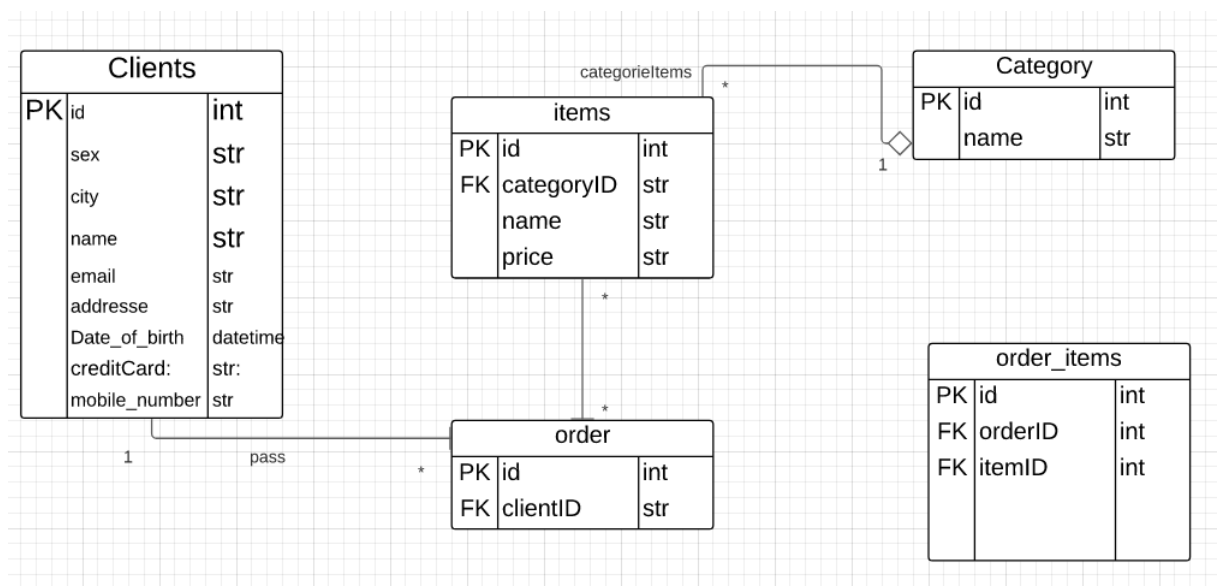 Clients
PK id int
sex str
city str
name str
email str
addresse str
Date_of_birth datetime
creditCard: str:
mobile_number str
1 pass *
categorieItems
*
1
items
PK id int
FK categoryID str
name str
price str
*
*
order
PK id int
FK clientID str
Category
PK id int
name str
order_items
PK id int
FK orderID int
FK itemID int